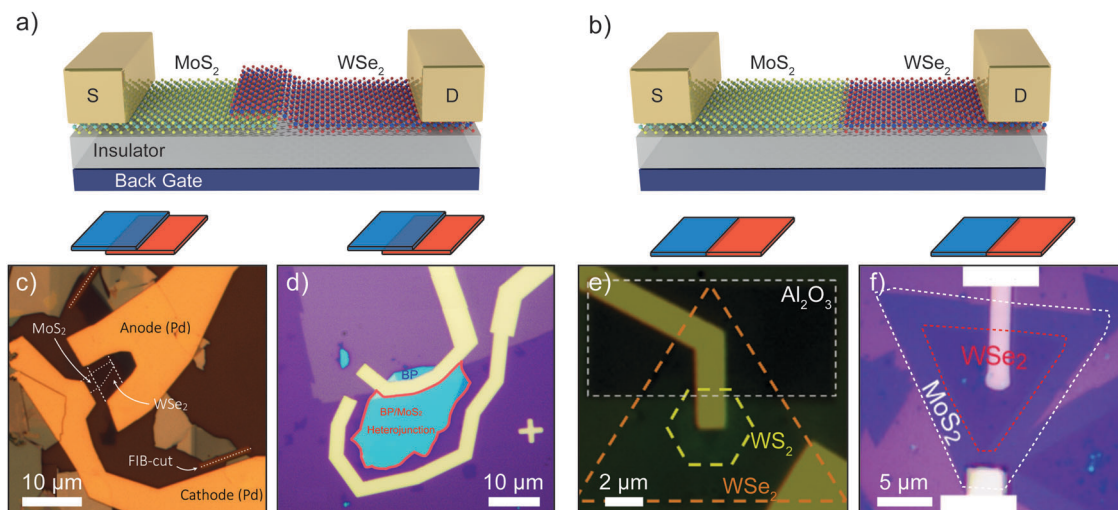 a)
MoS2
WSe2
S
D
Insulator
Back Gate
b)
MoS2
WSe2
S
D
c)
MoS2
Anode (Pd)
WSe2
FIB-cut
Cathode (Pd)
10 μm
d)
BP
BP/MoS2
Heterojunction
10 μm
e)
Al2O3
WS2
WSe2
2 μm
f)
WSe2
MoS2
5 μm